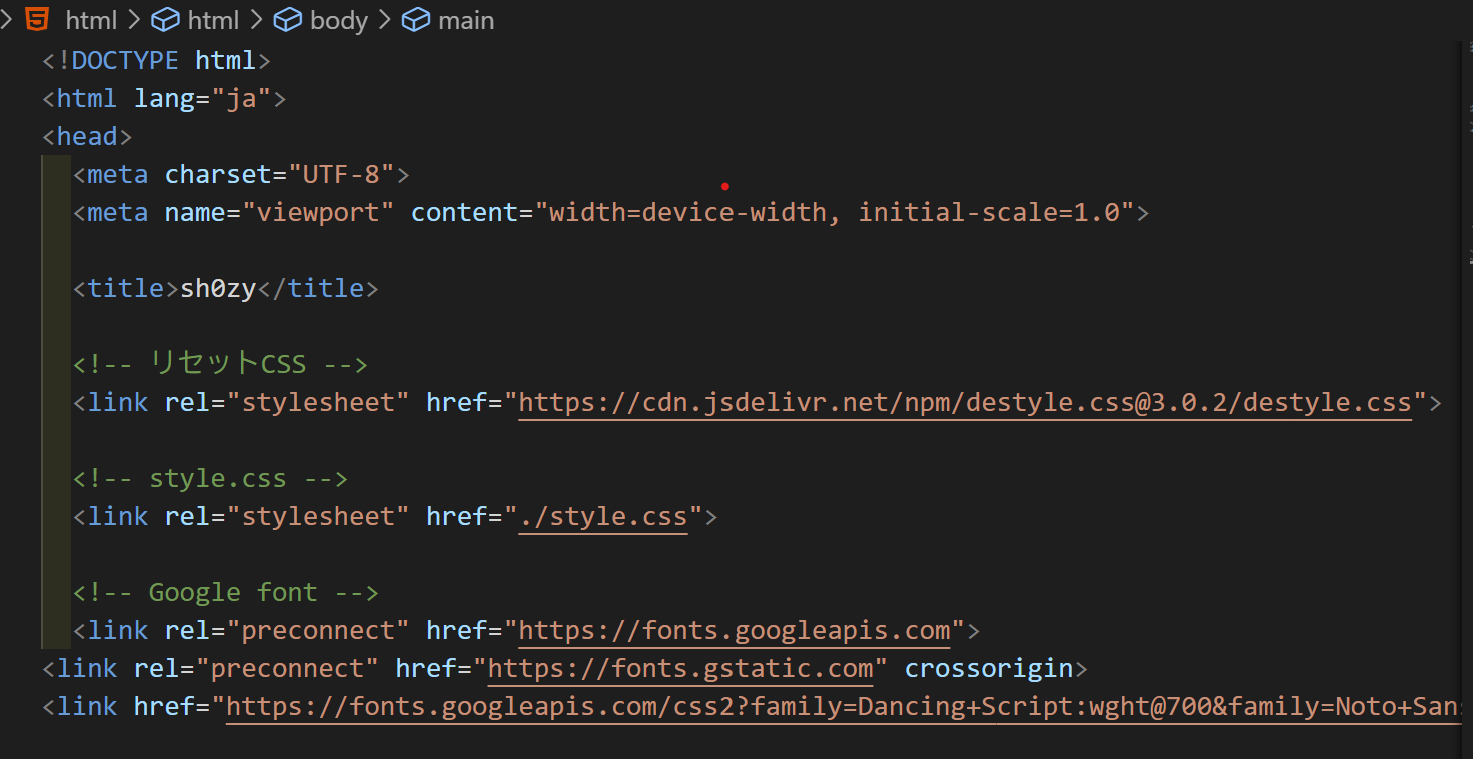 html > html > body > main
<!DOCTYPE html>
<html lang="ja">
<head>
<meta charset="UTF-8">
<meta name="viewport" content="width=device-width, initial-scale=1.0">
<title>sh0zy</title>
<!-- リセットCSS -->
<link rel="stylesheet" href="https://cdn.jsdelivr.net/npm/destyle.css@3.0.2/destyle.css">
<!-- style.css -->
<link rel="stylesheet" href="./style.css">
<!-- Google font -->
<link rel="preconnect" href="https://fonts.googleapis.com">
<link rel="preconnect" href="https://fonts.gstatic.com" crossorigin>
<link href="https://fonts.googleapis.com/css2?family=Dancing+Script:wght@700&family=Noto+Sans